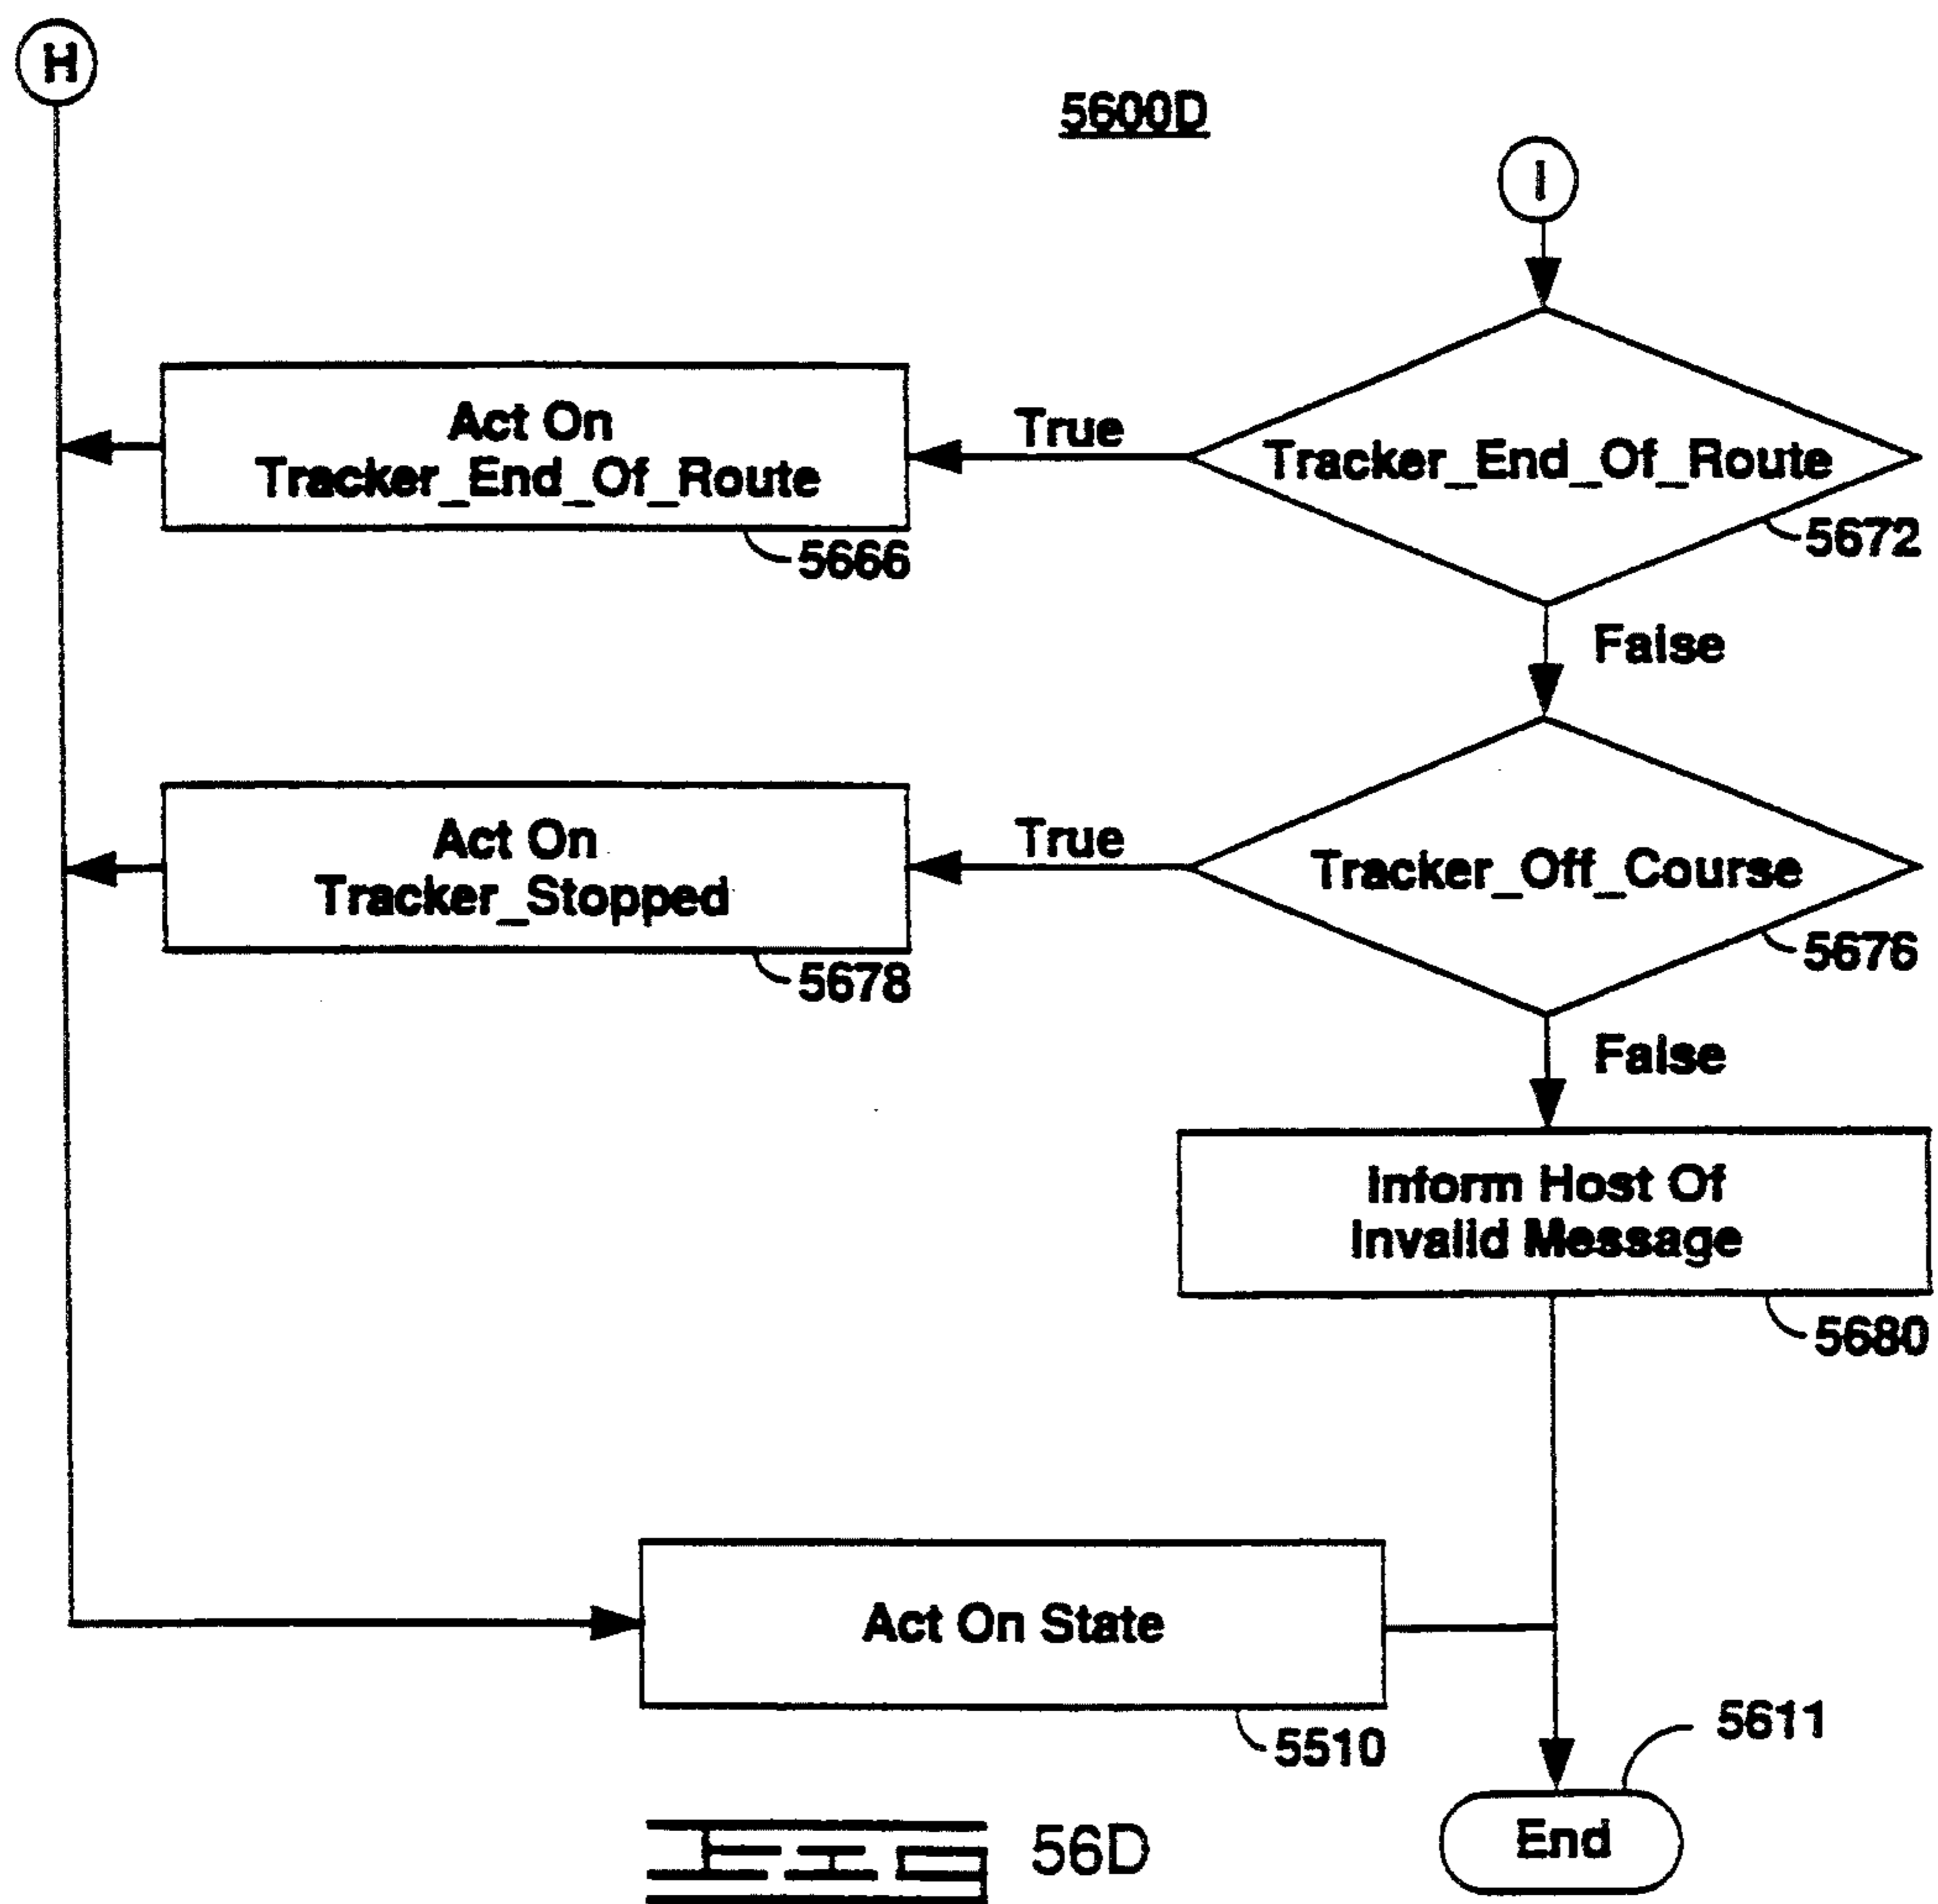 H
5600D
I
Act On
Tracker_End_Of_Route
5666
True
Tracker_End_Of_Route
5672
False
Act On
Tracker_Stopped
5678
True
Tracker_Off_Course
5676
False
Inform Host Of
Invalid Message
5680
Act On State
5510
5611
End
FIG 56D